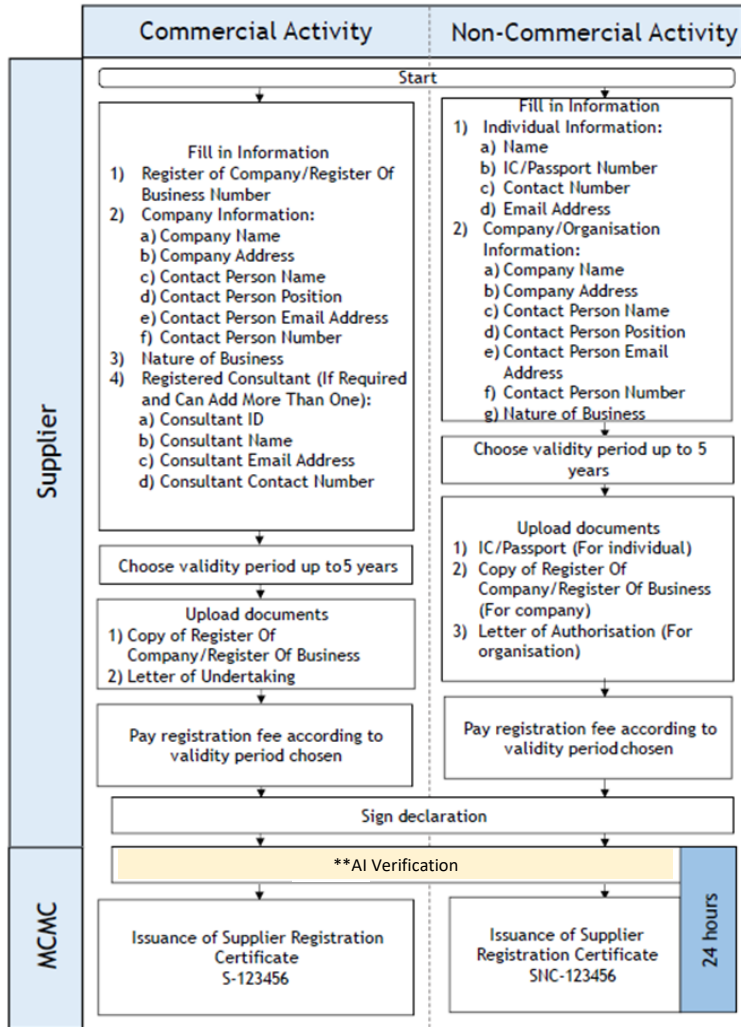 Commercial Activity
Non-Commercial Activity
Supplier
Start
Fill in Information
1) Register of Company/Register Of
Business Number
2) Company Information:
a) Company Name
b) Company Address
c) Contact Person Name
d) Contact Person Position
e) Contact Person Email Address
f) Contact Person Number
3) Nature of Business
4) Registered Consultant (If Required
and Can Add More Than One):
a) Consultant ID
b) Consultant Name
c) Consultant Email Address
d) Consultant Contact Number
Choose validity period up to 5 years
Upload documents
1) Copy of Register Of
Company/Register Of Business
2) Letter of Undertaking
Pay registration fee according to
validity period chosen
Fill in Information
1) Individual Information:
a) Name
b) IC/Passport Number
c) Contact Number
d) Email Address
2) Company/Organisation
Information:
a) Company Name
b) Company Address
c) Contact Person Name
d) Contact Person Position
e) Contact Person Email
Address
f) Contact Person Number
g) Nature of Business
Choose validity period up to 5
years
Upload documents
1) IC/Passport (For individual)
2) Copy of Register Of
Company/Register Of Business
(For company)
3) Letter of Authorisation (For
organisation)
Pay registration fee according to
validity period chosen
Sign declaration
MCMC
**AI Verification
Issuance of Supplier Registration
Certificate
S-123456
Issuance of Supplier
Registration Certificate
SNC-123456
24 hours